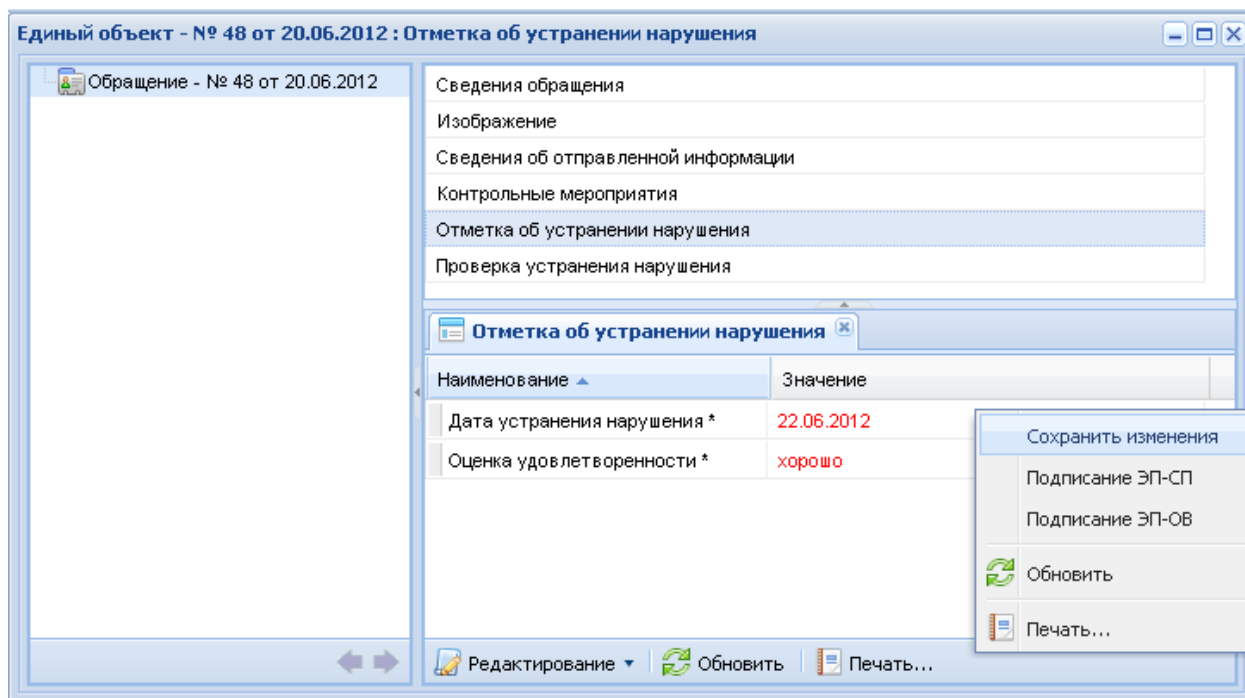 Единый объект - № 48 от 20.06.2012 : Отметка об устранении нарушения
Обращение - № 48 от 20.06.2012
Сведения обращения
Изображение
Сведения об отправленной информации
Контрольные мероприятия
Отметка об устранении нарушения
Проверка устранения нарушения
Отметка об устранении нарушения
Наименование Значение
Дата устранения нарушения * 22.06.2012
Оценка удовлетворенности * хорошо
Сохранить изменения
Подписание ЭП-СП
Подписание ЭП-ОВ
Обновить
Печать...
Редактирование Обновить Печать...